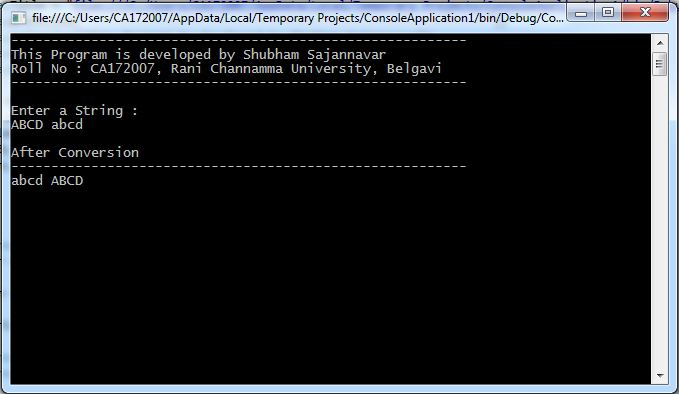 file:///C:/Users/CA172007/AppData/Local/Temporary Projects/ConsoleApplication1/bin/Debug/Co...
--------------------------------------------------------
This Program is developed by Shubham Sajannavar
Roll No : CA172007, Rani Channamma University, Belgavi
--------------------------------------------------------
Enter a String :
ABCD abcd
After Conversion
--------------------------------------------------------
abcd ABCD